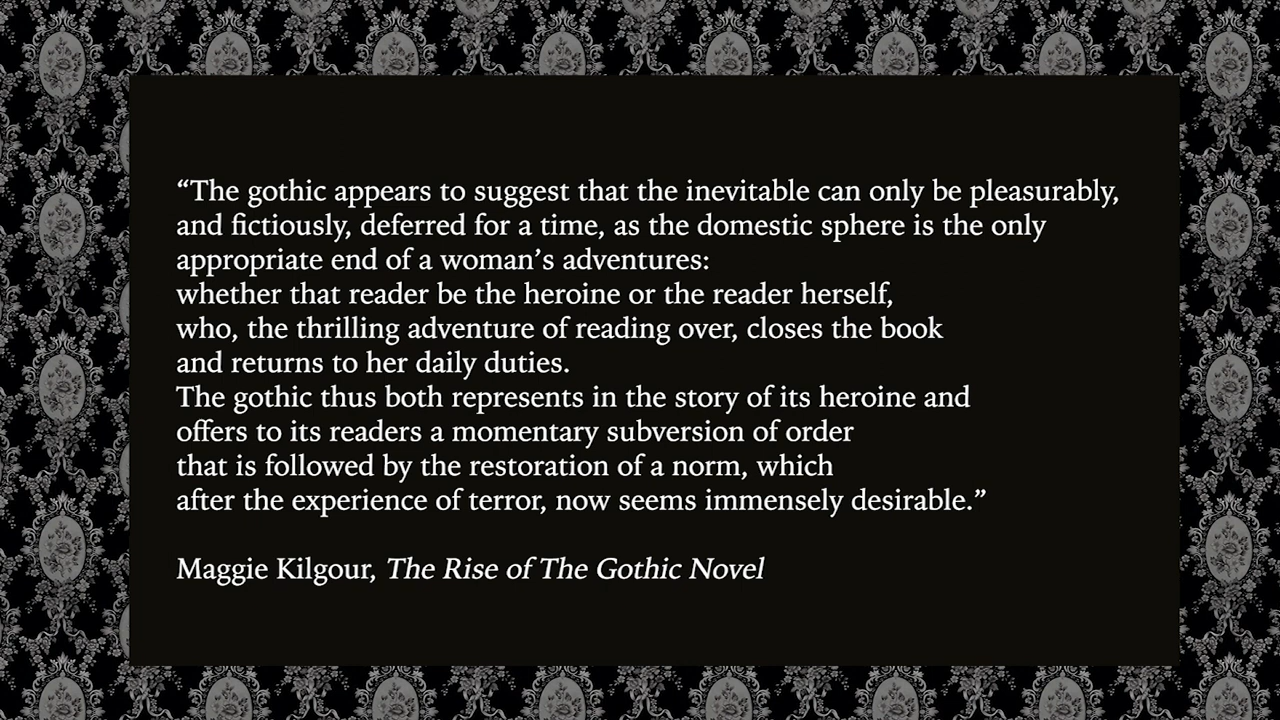 “The gothic appears to suggest that the inevitable can only be pleasurably,
and fictiously, deferred for a time, as the domestic sphere is the only
appropriate end of a woman’s adventures:
whether that reader be the heroine or the reader herself,
who, the thrilling adventure of reading over, closes the book
and returns to her daily duties.
The gothic thus both represents in the story of its heroine and
offers to its readers a momentary subversion of order
that is followed by the restoration of a norm, which
after the experience of terror, now seems immensely desirable.”
Maggie Kilgour, The Rise of The Gothic Novel